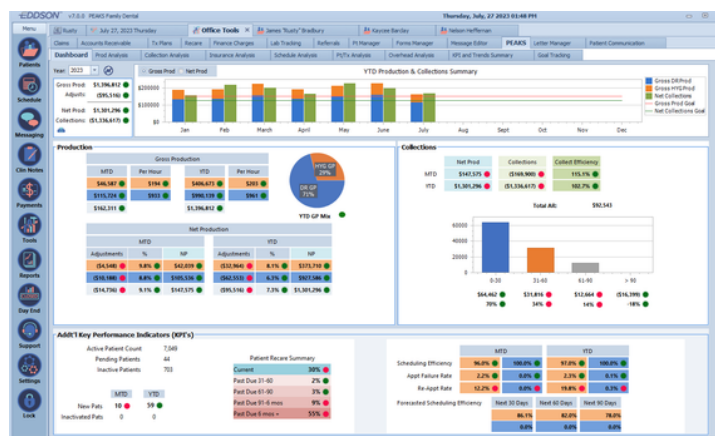 EDDSON v7.0.0 PEAKS Family Dental Thursday, July, 27 2023 01:48 PM
Menu Rusty July 27, 2023 Thursday Office Tools James "Rusty" Bradbury Kaycee Barclay Nelson Heffernan
Claims Accounts Receivable Tx Plans Recare Finance Charges Lab Tracking Referrals Pt Manager Forms Manager Message Editor PEAKS Letter Manager Patient Communication
Dashboard Prod Analysis Collection Analysis Insurance Analysis Schedule Analysis Pt/Tx Analysis Overhead Analysis KPI and Trends Summary Goal Tracking
Patients
Schedule
Messaging
Clin Notes
Payments
Tools
Reports
Day End
Support
Settings
Lock
Year: 2023
Gross Prod: $1,396,812
Adjusts: ($95,516)
Net Prod: $1,301,296
Collections: ($1,336,617)
Gross Prod Net Prod
YTD Production & Collections Summary
$200000
$100000
$0
Jan Feb March April May June July Aug Sept Oct Nov Dec
Gross DR Prod
Gross HYG Prod
Net Collections
Gross Prod Goal
Net Collections Goal
Production
Gross Production
MTD Per Hour YTD Per Hour
$46,587 $194 $406,673 $203
$115,724 $933 $990,139 $961
$162,311 $1,396,812
HYG GP
29%
DR GP
71%
YTD GP Mix
Net Production
MTD YTD
Adjustments % NP Adjustments % NP
($4,548) 9.8% $42,039 ($32,964) 8.1% $373,710
($10,188) 8.8% $105,536 ($62,553) 6.3% $927,586
($14,736) 9.1% $147,575 ($95,516) 7.3% $1,301,296
Collections
Net Prod Collections Collect Efficiency
MTD $147,575 ($169,900) 115.1%
YTD $1,301,296 ($1,336,617) 102.7%
Total AR: $92,543
60000
40000
20000
0
0-30 31-60 61-90 > 90
$64,462 $31,816 $12,664 ($16,399)
70% 34% 14% -18%
Addt'l Key Performance Indicators (KPI's)
Active Patient Count 7,049
Pending Patients 44
Inactive Patients 703
MTD YTD
New Pats 10 59
Inactivated Pats 0 0
Patient Recare Summary
Current 30%
Past Due 31-60 2%
Past Due 61-90 3%
Past Due 91-6 mos 9%
Past Due 6 mos + 55%
MTD YTD
Scheduling Efficiency 96.0% 100.0% 97.0% 100.0%
Appt Failure Rate 2.2% 0.0% 2.3% 0.1%
Re-Appt Rate 12.2% 0.0% 19.8% 0.3%
Forecasted Scheduling Efficiency Next 30 Days Next 60 Days Next 90 Days
86.1% 82.0% 78.0%
0.0% 0.0% 0.0%